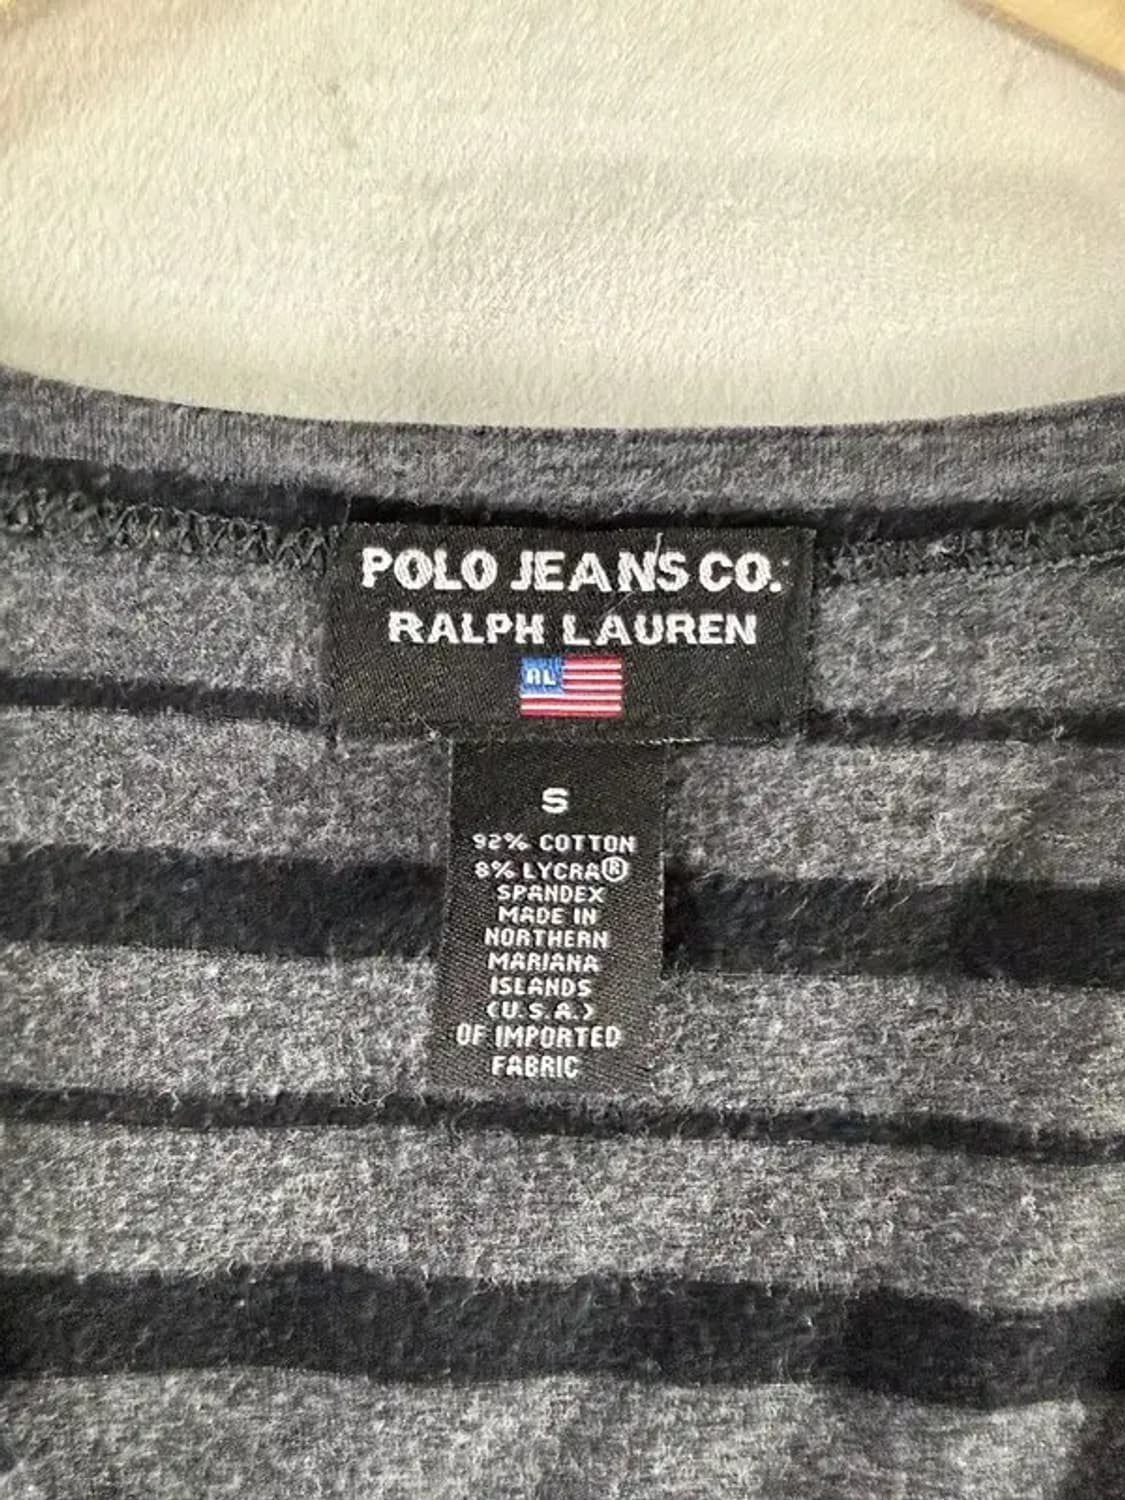 POLO JEANS CO.
RALPH LAUREN
RL
S
92% COTTON
8% LYCRA®
SPANDEX
MADE IN
NORTHERN
MARIANA
ISLANDS
(U.S.A.)
OF IMPORTED
FABRIC